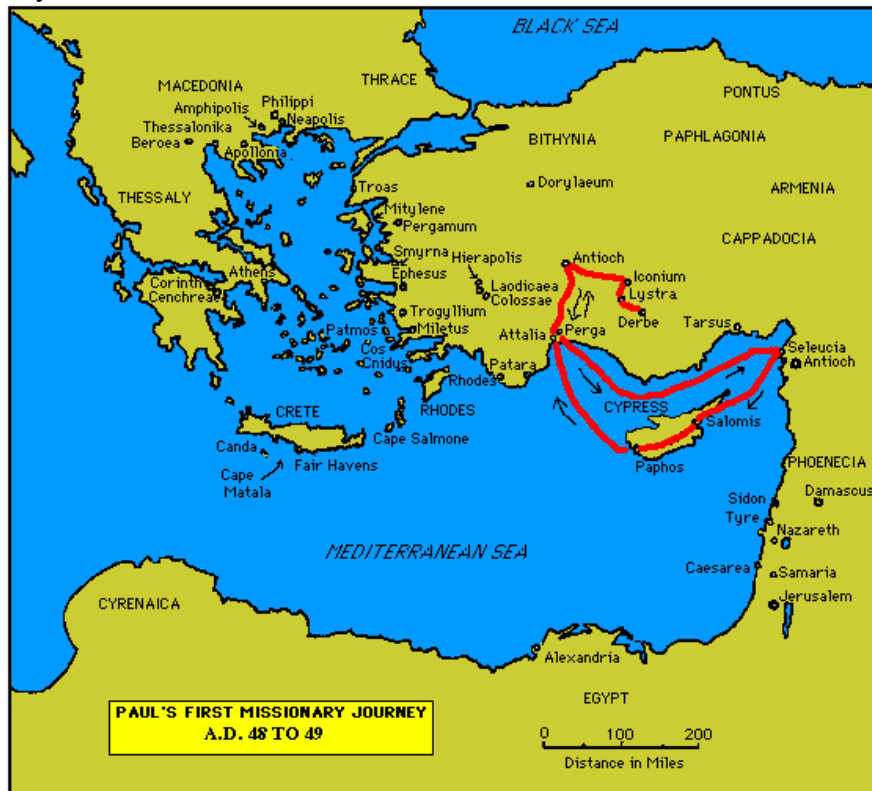 BLACK SEA
MACEDONIA
THRACE
PONTUS
Amphipolis
Philippi
Neapolis
Thessalonika
Beroea
Apollonia
BITHYNIA
PAPHLAGONIA
THESSALY
Troas
Dorylaeum
ARMENIA
Mitylene
Pergamum
CAPPADOCIA
Smyrna
Hierapolis
Antioch
Corinth
Athens
Ephesus
Laodicaea
Iconium
Cenchreae
Colossae
Lystra
Trogyllium
Derbe
Tarsus
Patmos
Miletus
Attalia
Perga
Seleucia
Cos
Cnidus
Patara
Antioch
Rhodes
CRETE
RHODES
CYPRESS
Salomis
Canda
Cape Salmone
Fair Havens
Paphos
PHOENECIA
Cape
Matala
Sidon
Damascus
Tyre
Nazareth
MEDITERRANEAN SEA
Caesarea
Samaria
CYRENAICA
Jerusalem
Alexandria
EGYPT
PAUL'S FIRST MISSIONARY JOURNEY
A.D. 48 TO 49
0 100 200
Distance in Miles